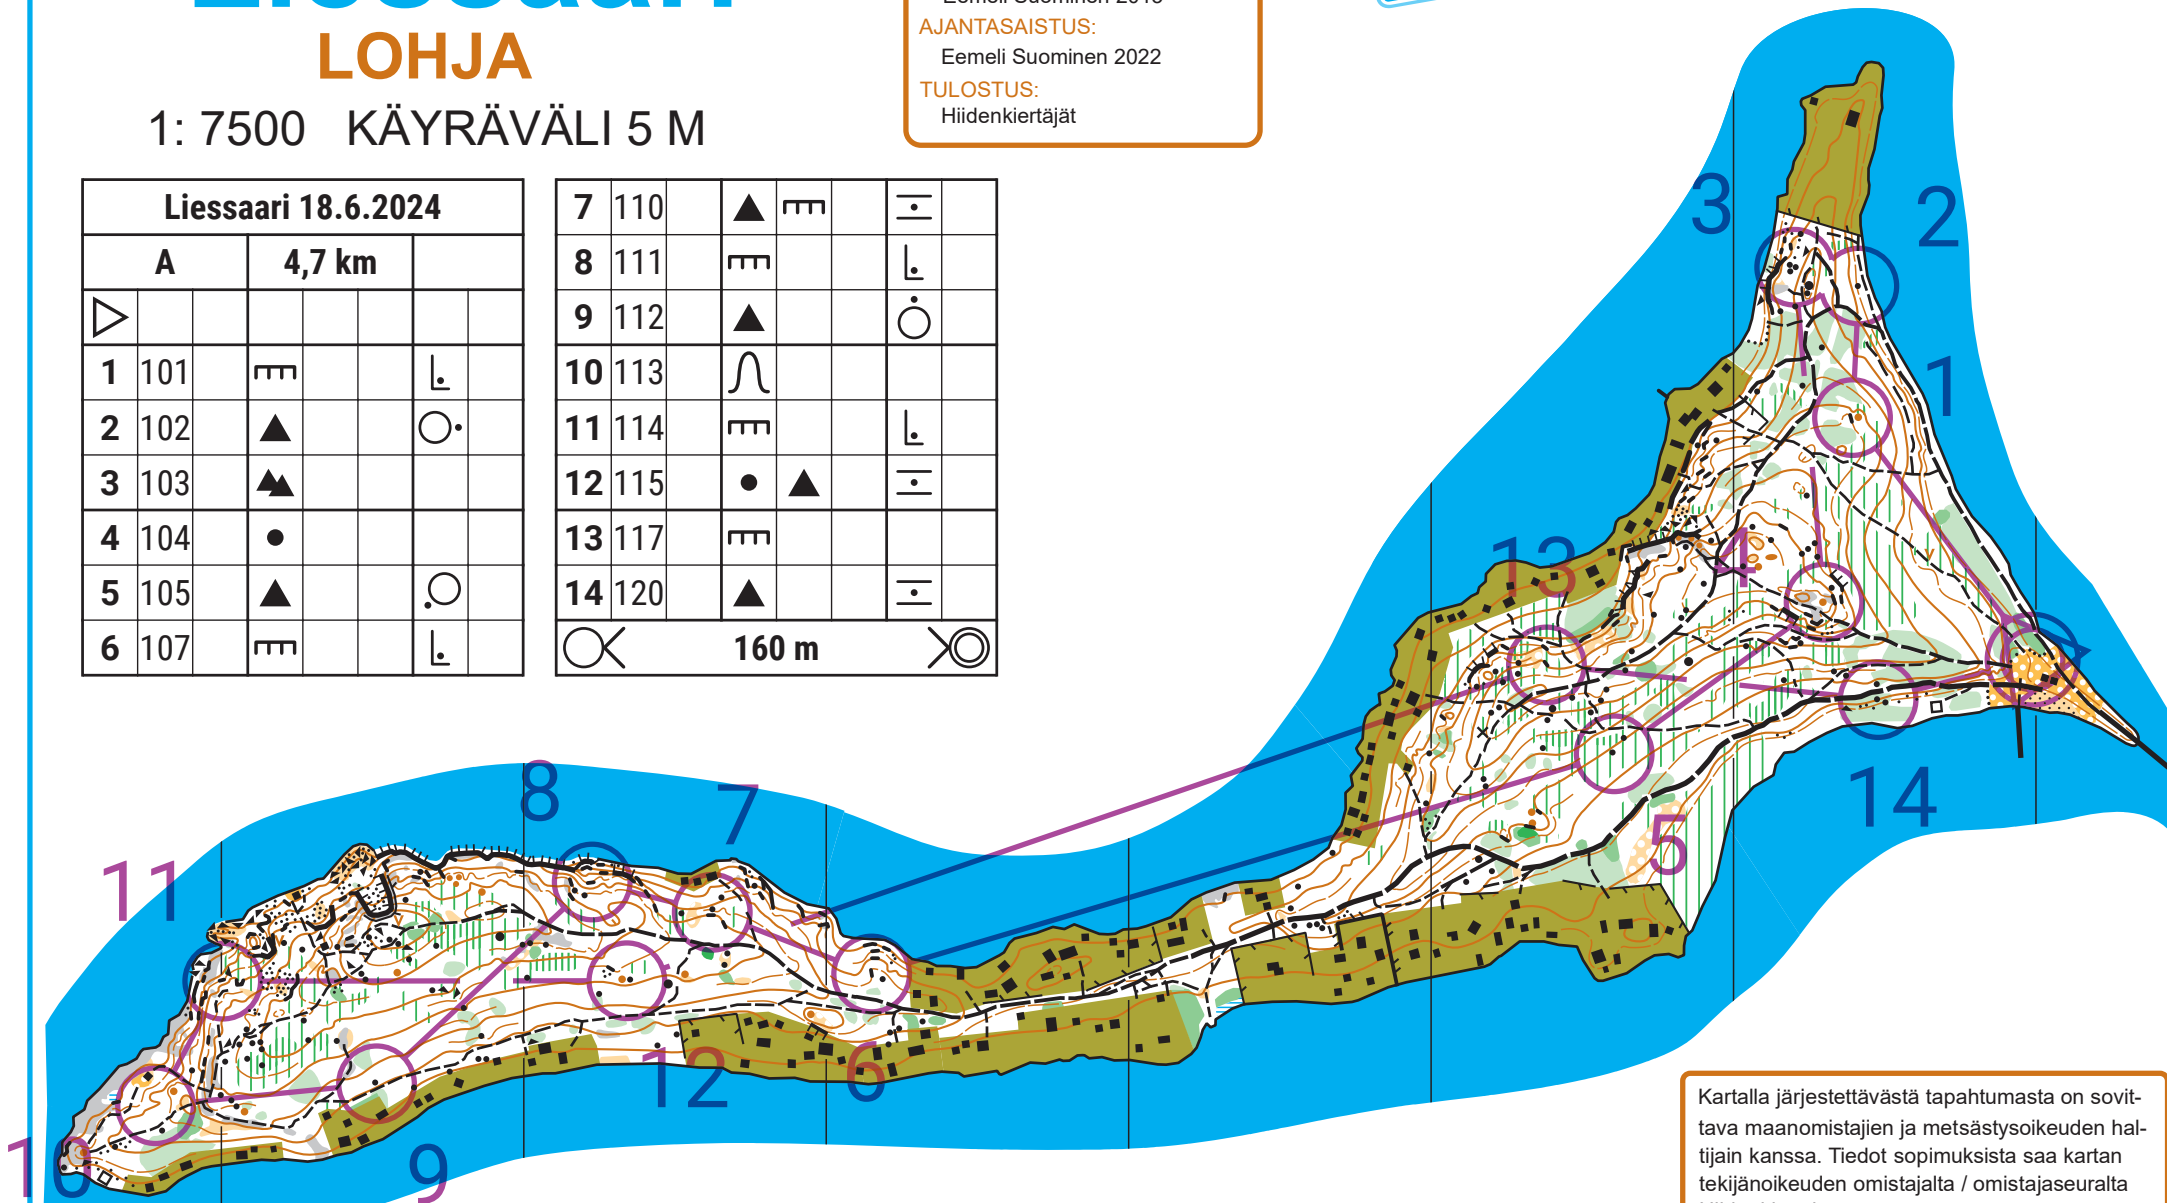 LOHJA
1: 7500 KÄYRÄVÄLI 5 M
Eemeli Suominen
AJANTASAISTUS:
Eemeli Suominen 2022
TULOSTUS:
Hiidenkiertäjät
Liessaari 18.6.2024
A 4,7 km
1 101
2 102
3 103
4 104
5 105
6 107
7 110
8 111
9 112
10 113
11 114
12 115
13 117
14 120
160 m
3
2
1
13
4
14
5
8
7
11
12
6
10
9
Kartalla järjestettävästä tapahtumasta on sovit-
tava maanomistajien ja metsästysoikeuden hal-
tijain kanssa. Tiedot sopimuksista saa kartan
tekijänoikeuden omistajalta / omistajaseuralta